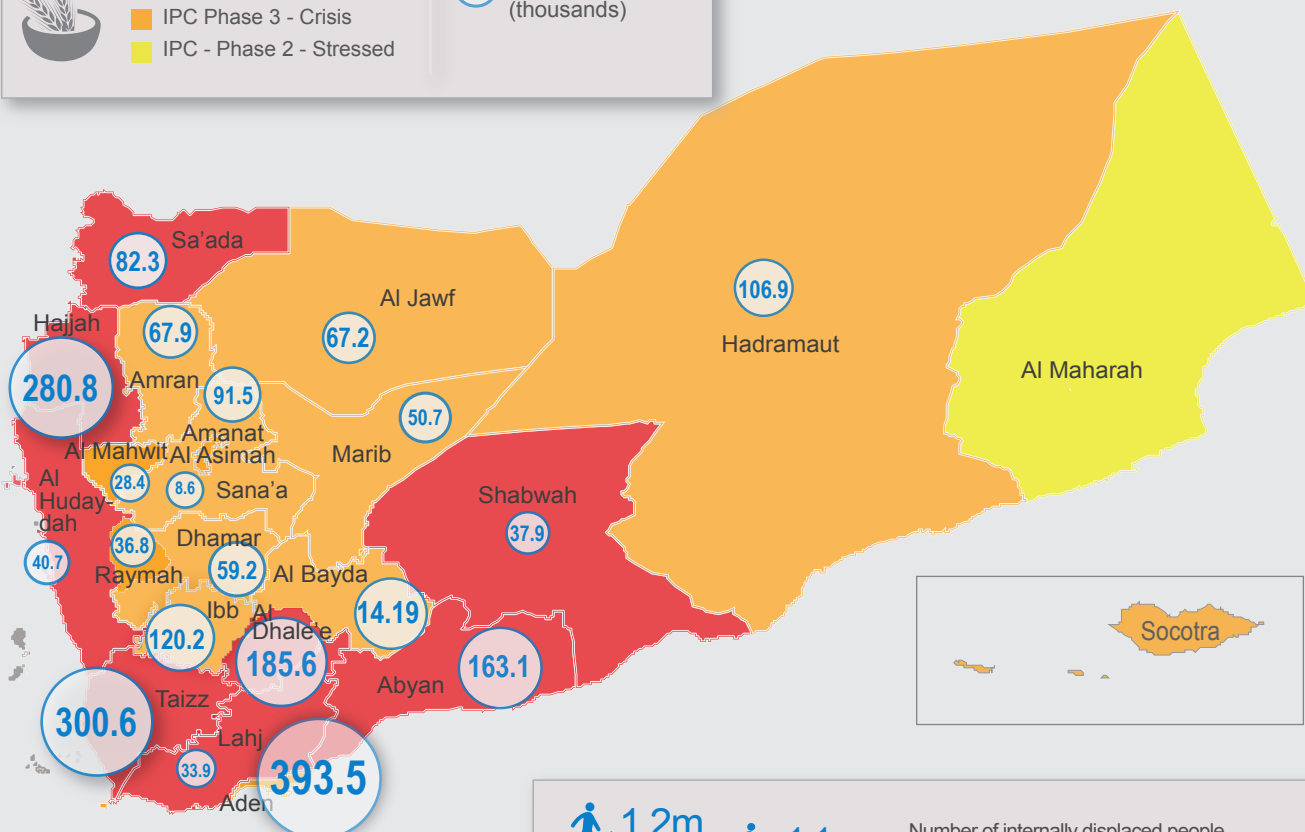 (thousands)
IPC Phase 3 - Crisis
IPC - Phase 2 - Stressed
Sa'ada
82.3
Al Jawf
67.2
106.9
Hadramaut
Al Maharah
Hajjah
280.8
67.9
Amran
91.5
Amanat
Al Asimah
50.7
Marib
Al Mahwit
28.4
8.6
Sana'a
Al
Huday-
dah
40.7
Shabwah
37.9
36.8
Raymah
Dhamar
59.2
Al Bayda
14.19
Ibb
120.2
Al
Dhale'e
185.6
Abyan
163.1
Socotra
Taizz
300.6
Lahj
33.9
393.5
Aden
1.2m
Number of internally displaced people